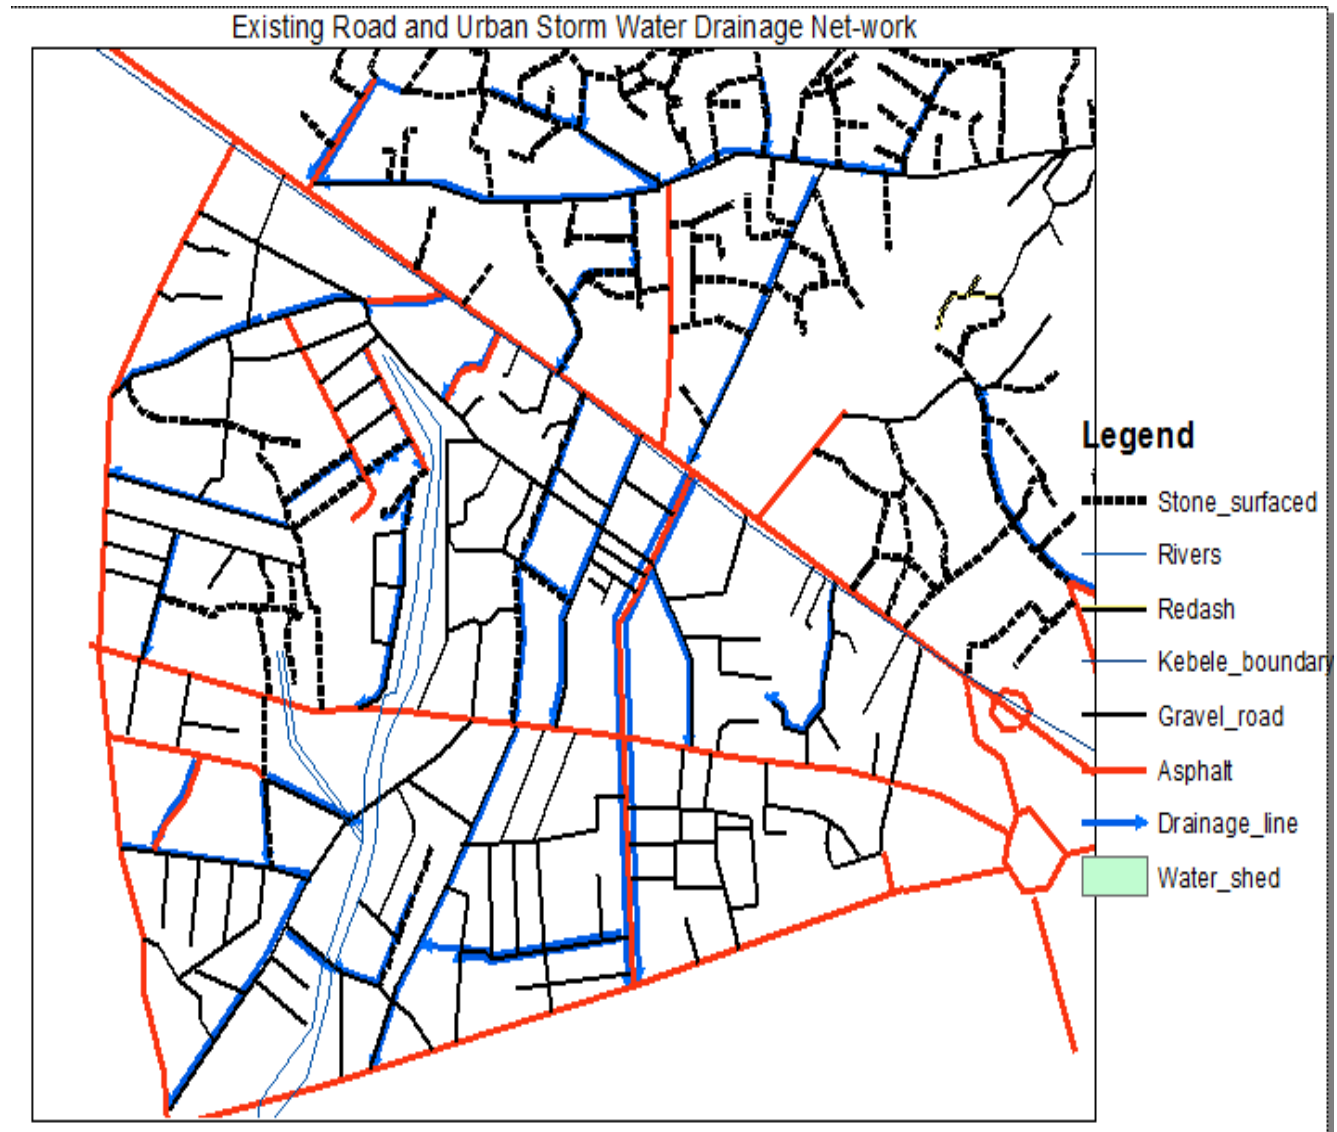 Existing Road and Urban Storm Water Drainage Net-work
Legend
Stone_surfaced
Rivers
Redash
Kebele_boundary
Gravel_road
Asphalt
Drainage_line
Water_shed